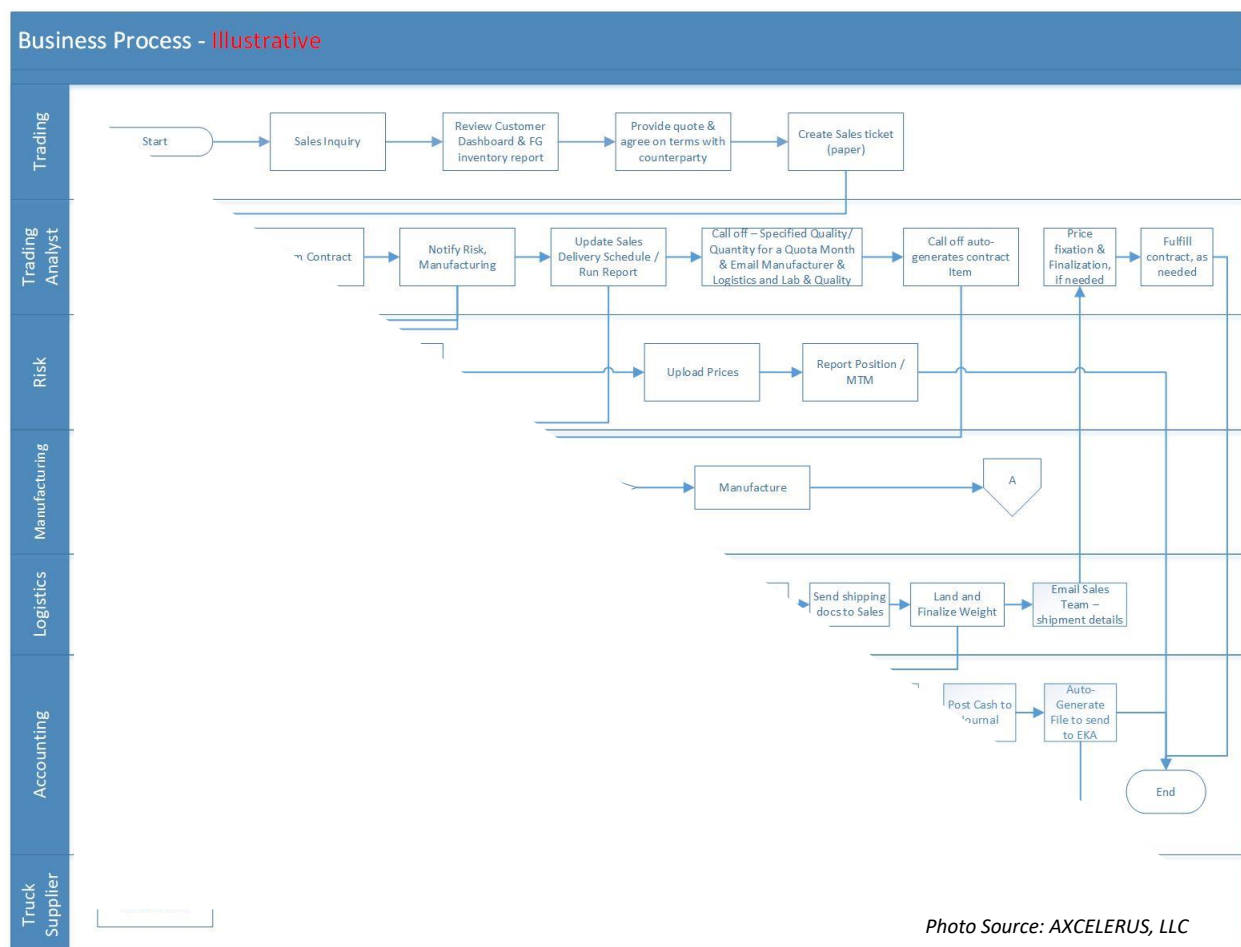 Business Process - Illustrative
Trading
Start
Sales Inquiry
Review Customer
Dashboard & FG
inventory report
Provide quote &
agree on terms with
counterparty
Create Sales ticket
(paper)
Trading
Analyst
Contract
Notify Risk,
Manufacturing
Update Sales
Delivery Schedule /
Run Report
Call off – Specified Quality/
Quantity for a Quota Month
& Email Manufacturer &
Logistics and Lab & Quality
Call off auto-
generates contract
Item
Price
fixation &
Finalization,
if needed
Fulfill
contract, as
needed
Risk
Upload Prices
Report Position /
MTM
Manufacturing
Manufacture
A
Logistics
Send shipping
docs to Sales
Land and
Finalize Weight
Email Sales
Team –
shipment details
Accounting
Post Cash to
Journal
Auto-
Generate
File to send
to EKA
End
Truck
Supplier
Photo Source: AXCELERUS, LLC